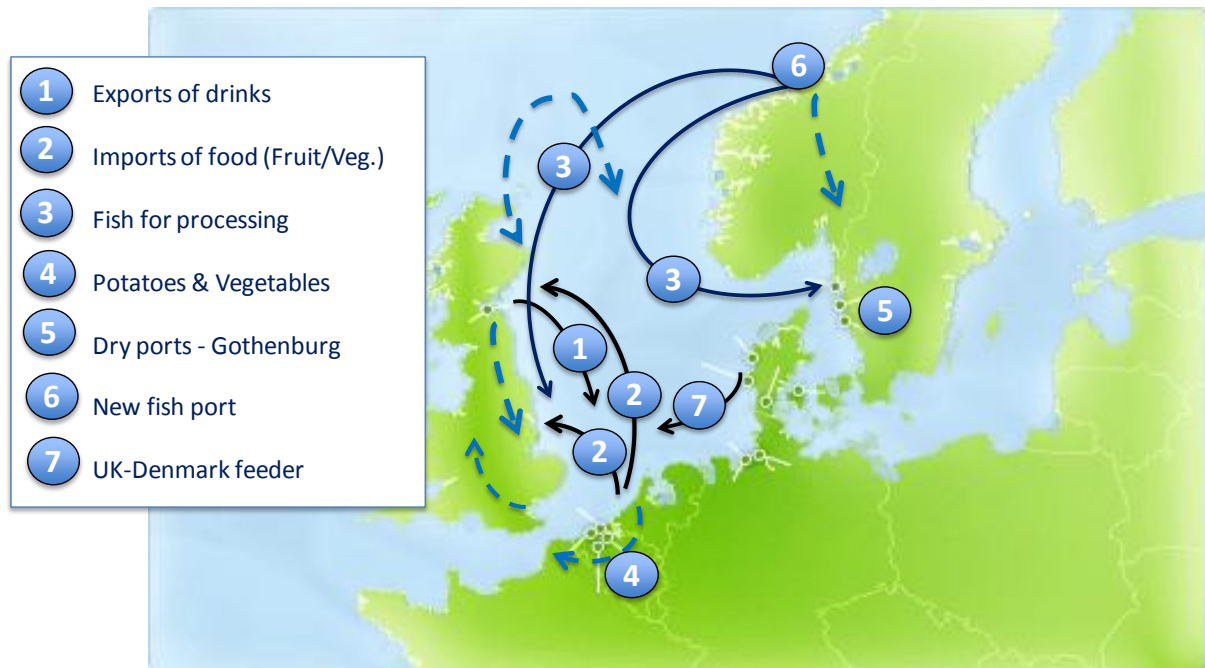 1 Exports of drinks
2 Imports of food (Fruit/Veg.)
3 Fish for processing
4 Potatoes & Vegetables
5 Dry ports - Gothenburg
6 New fish port
7 UK-Denmark feeder
6
3
3
5
1
2
7
2
4